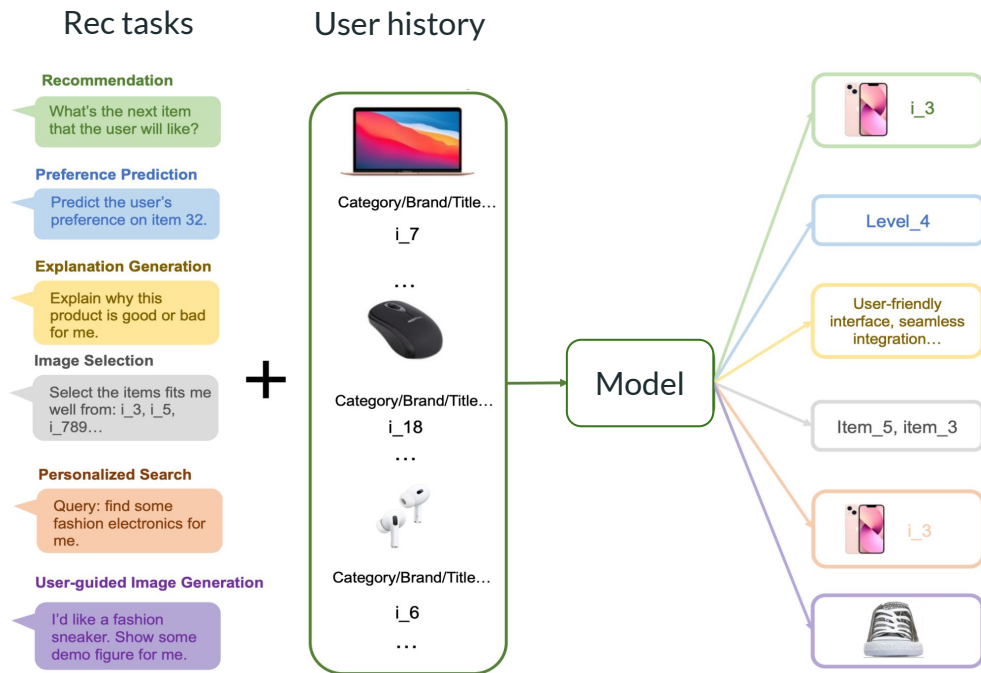 Rec tasks
User history
Recommendation
What's the next item
that the user will like?
Preference Prediction
Predict the user's
preference on item 32.
Explanation Generation
Explain why this
product is good or bad
for me.
Image Selection
Select the items fits me
well from: i_3, i_5,
i_789…
Personalized Search
Query: find some
fashion electronics for
me.
User-guided Image Generation
I'd like a fashion
sneaker. Show some
demo figure for me.
+
Category/Brand/Title…
i_7
…
Category/Brand/Title…
i_18
…
Category/Brand/Title…
i_6
…
Model
i_3
Level_4
User-friendly
interface, seamless
integration…
Item_5, item_3
i_3